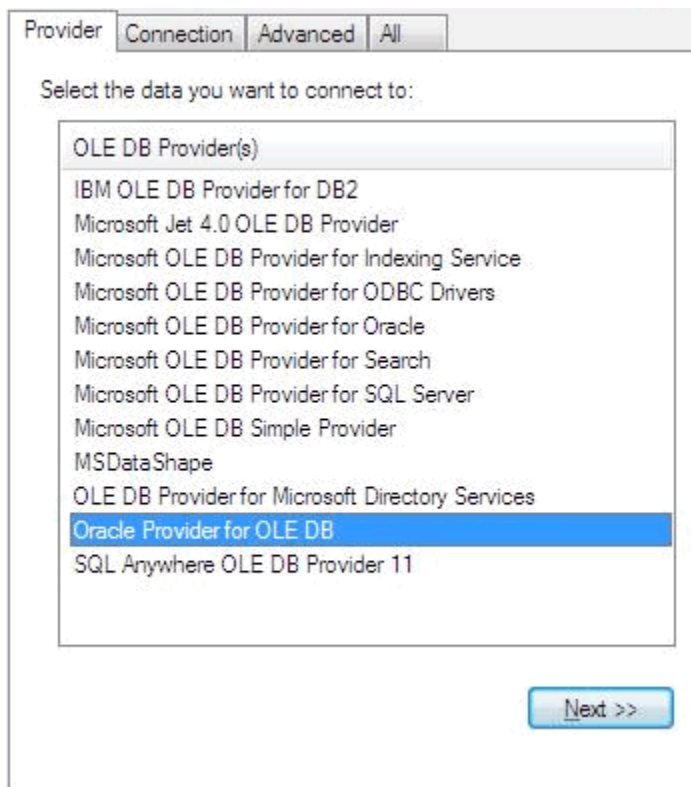 Provider Connection Advanced All
Select the data you want to connect to:
OLE DB Provider(s)
IBM OLE DB Provider for DB2
Microsoft Jet 4.0 OLE DB Provider
Microsoft OLE DB Provider for Indexing Service
Microsoft OLE DB Provider for ODBC Drivers
Microsoft OLE DB Provider for Oracle
Microsoft OLE DB Provider for Search
Microsoft OLE DB Provider for SQL Server
Microsoft OLE DB Simple Provider
MSDataShape
OLE DB Provider for Microsoft Directory Services
Oracle Provider for OLE DB
SQL Anywhere OLE DB Provider 11
Next >>